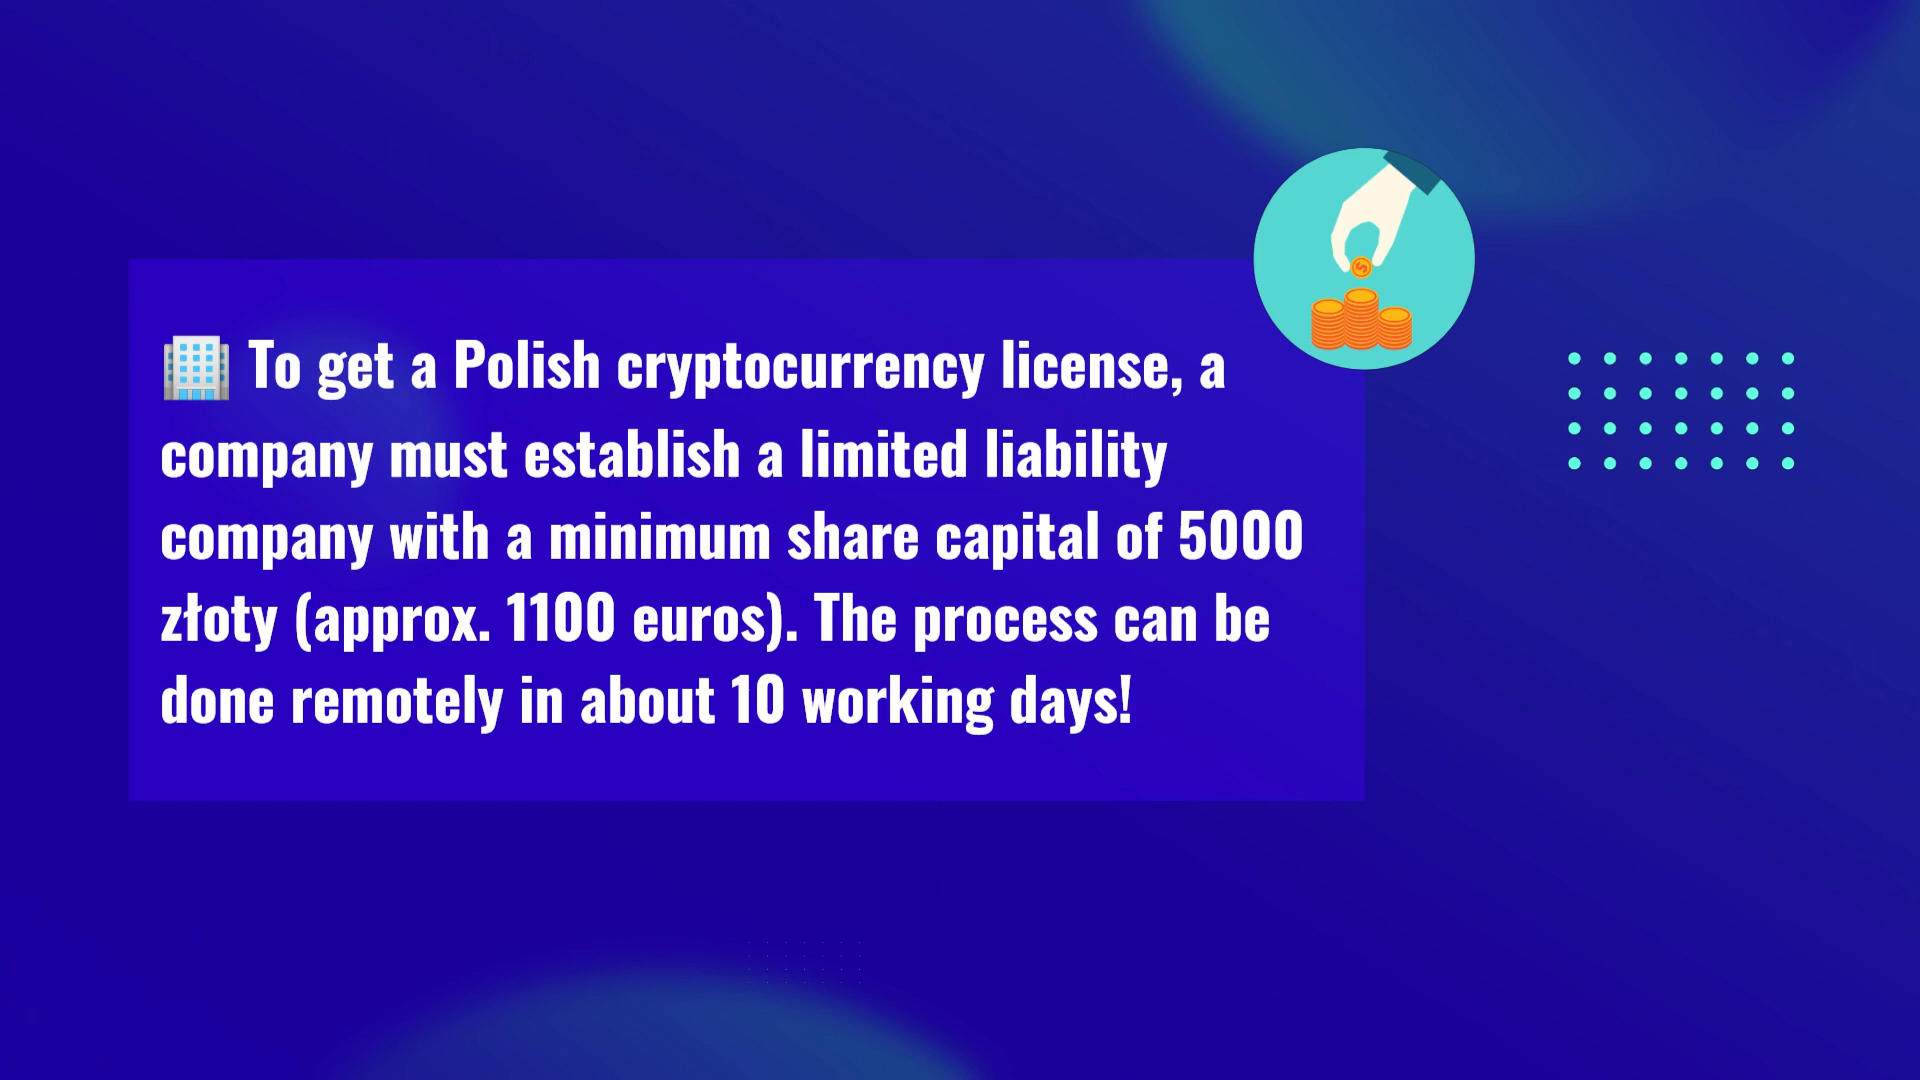 🏢 To get a Polish cryptocurrency license, a
company must establish a limited liability
company with a minimum share capital of 5000
złoty (approx. 1100 euros). The process can be
done remotely in about 10 working days!